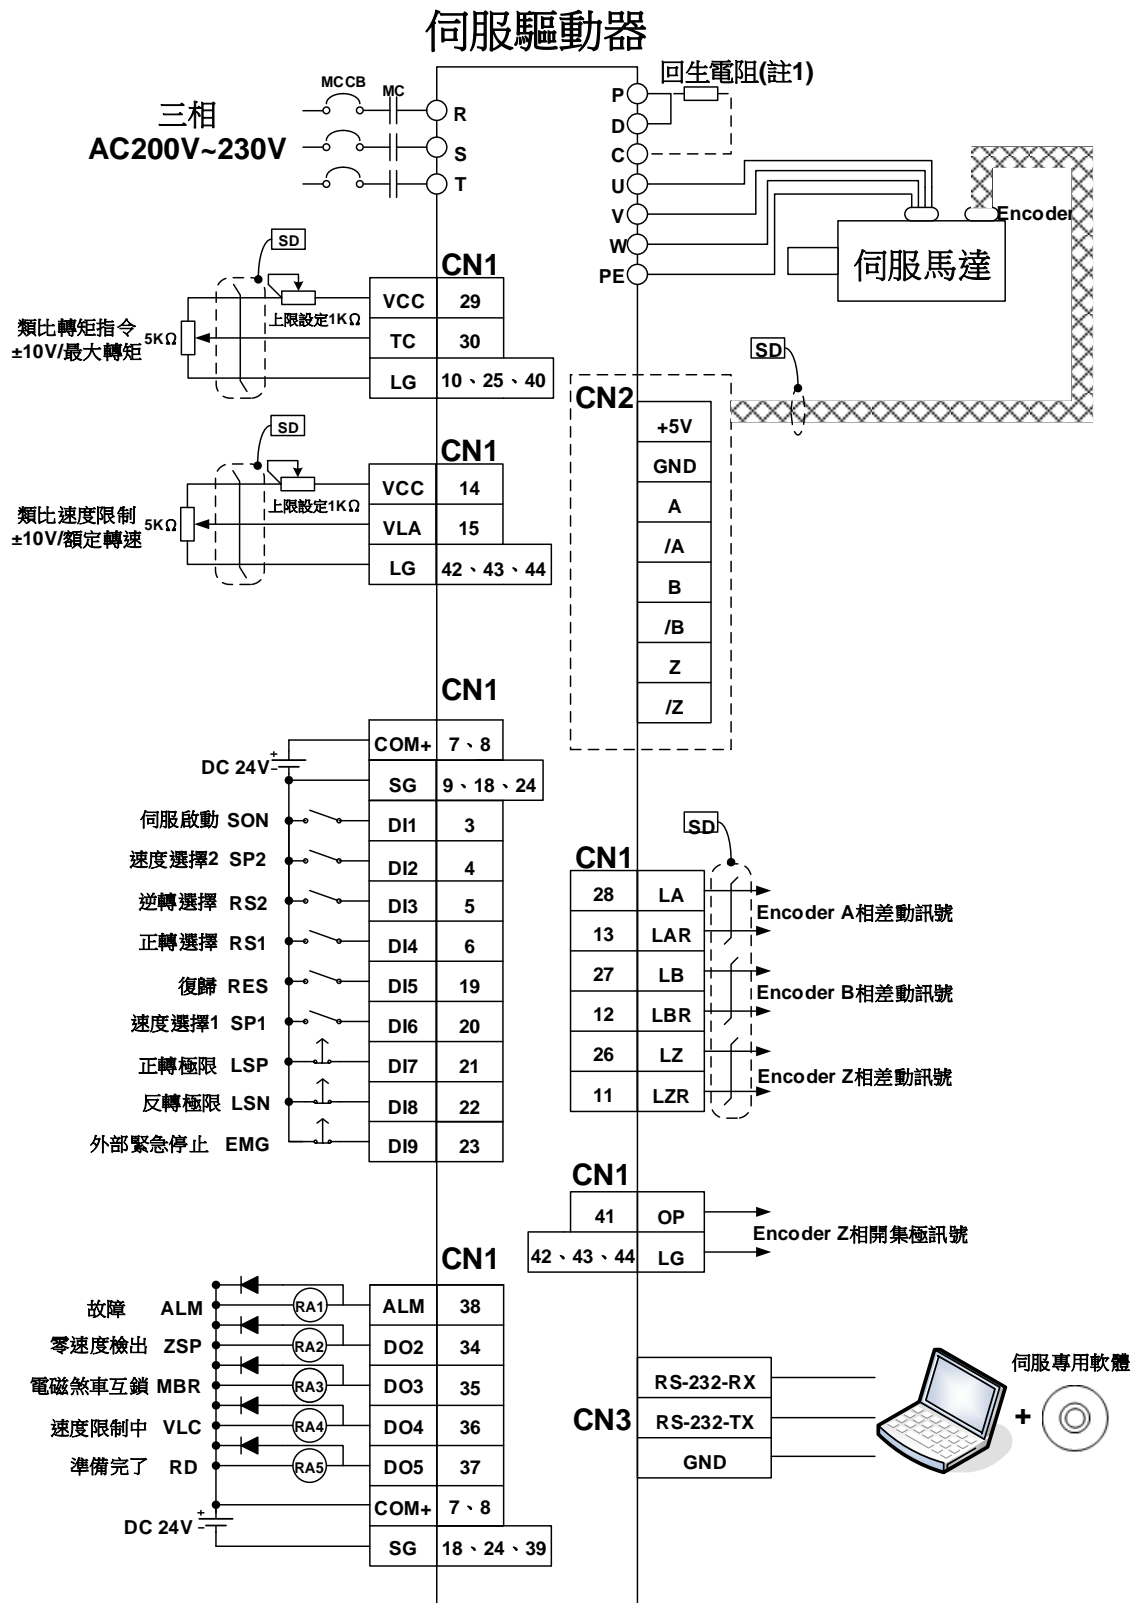 伺服驅動器
三相
AC200V~230V
MCCB
MC
R
S
T
P
D
C
U
V
W
PE
回生電阻(註1)
Encoder
伺服馬達
SD
CN1
類比轉矩指令
±10V/最大轉矩
5KΩ
上限設定1KΩ
VCC 29
TC 30
LG 10、25、40
SD
CN1
類比速度限制
±10V/額定轉速
5KΩ
上限設定1KΩ
VCC 14
VLA 15
LG 42、43、44
SD
CN2
+5V
GND
A
/A
B
/B
Z
/Z
CN1
DC 24V
+
−
COM+ 7、8
SG 9、18、24
伺服啟動 SON DI1 3
速度選擇2 SP2 DI2 4
逆轉選擇 RS2 DI3 5
正轉選擇 RS1 DI4 6
復歸 RES DI5 19
速度選擇1 SP1 DI6 20
正轉極限 LSP DI7 21
反轉極限 LSN DI8 22
外部緊急停止 EMG DI9 23
SD
CN1
28 LA
13 LAR
Encoder A相差動訊號
27 LB
12 LBR
Encoder B相差動訊號
26 LZ
11 LZR
Encoder Z相差動訊號
CN1
41 OP
42、43、44 LG
Encoder Z相開集極訊號
CN1
故障 ALM RA1 ALM 38
零速度檢出 ZSP RA2 DO2 34
電磁煞車互鎖 MBR RA3 DO3 35
速度限制中 VLC RA4 DO4 36
準備完了 RD RA5 DO5 37
COM+ 7、8
DC 24V
+
−
SG 18、24、39
CN3
RS-232-RX
RS-232-TX
GND
+
伺服專用軟體